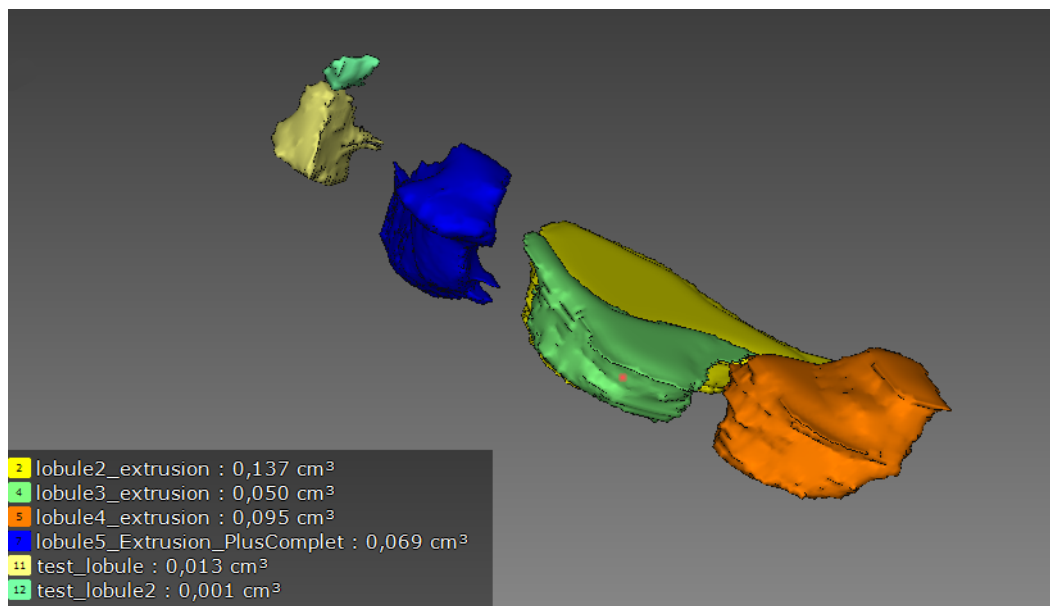 2 lobule2_extrusion : 0,137 cm³
4 lobule3_extrusion : 0,050 cm³
5 lobule4_extrusion : 0,095 cm³
lobule5_Extrusion_PlusComplet : 0,069 cm³
11 test_lobule : 0,013 cm³
12 test_lobule2 : 0,001 cm³